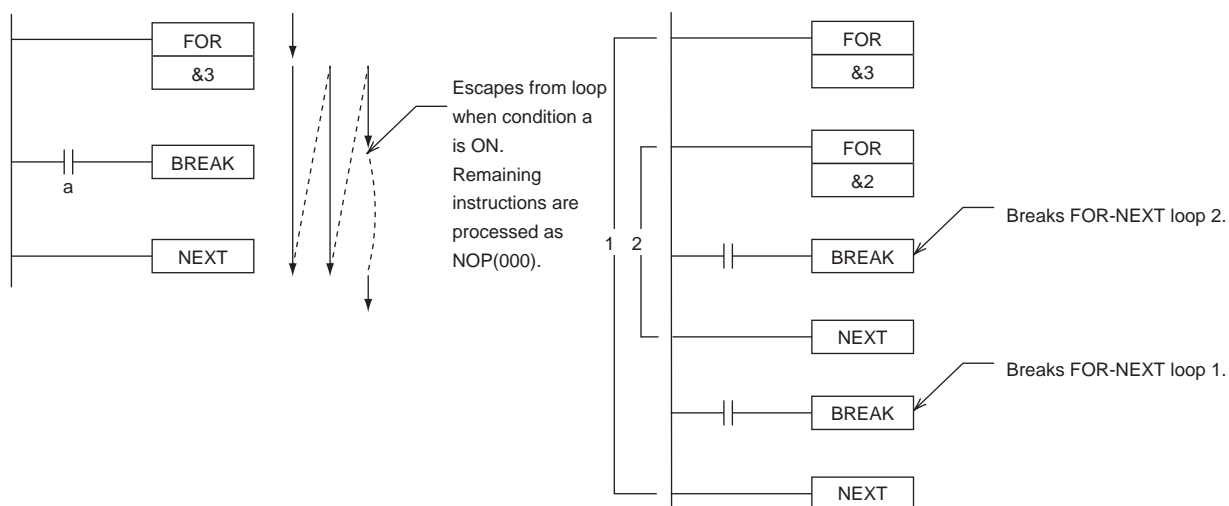 FOR
&3
a
BREAK
NEXT
Escapes from loop
when condition a
is ON.
Remaining
instructions are
processed as
NOP(000).
1
2
FOR
&3
FOR
&2
BREAK
Breaks FOR-NEXT loop 2.
NEXT
BREAK
Breaks FOR-NEXT loop 1.
NEXT